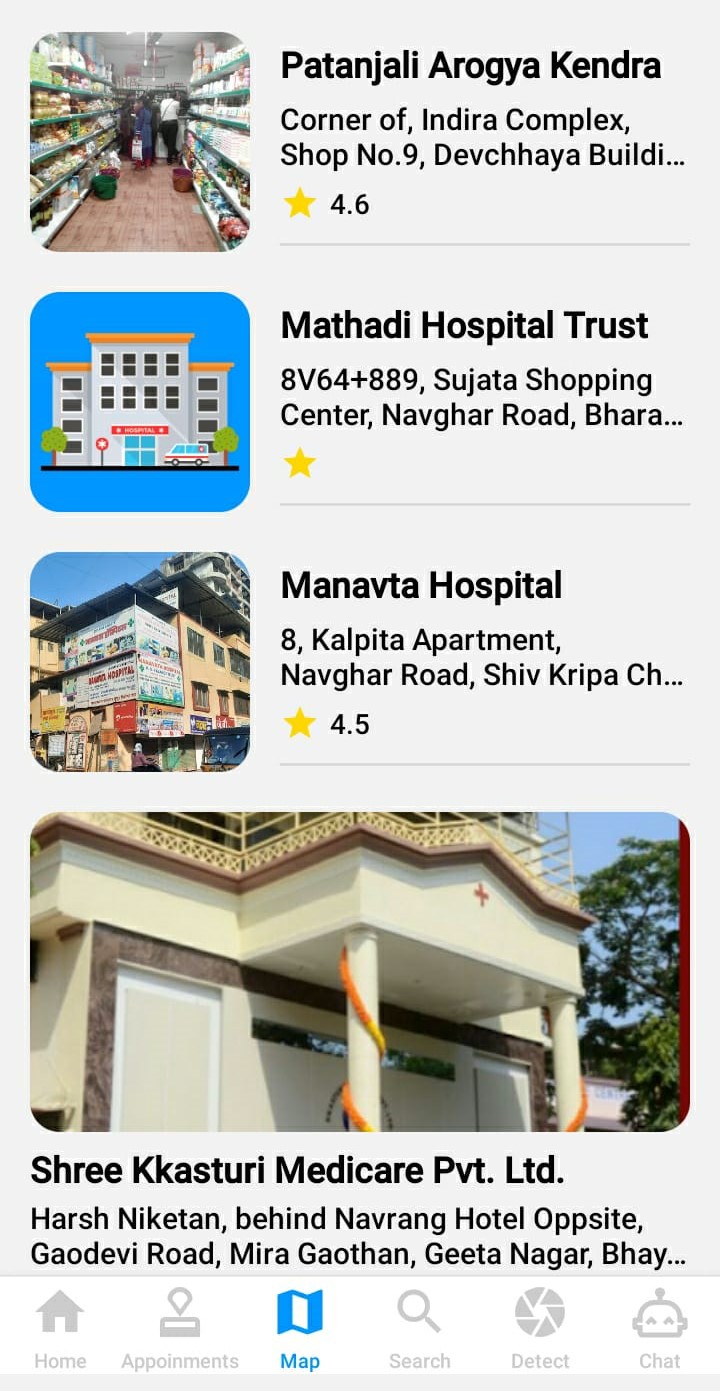 Patanjali Arogya Kendra
Corner of, Indira Complex,
Shop No.9, Devchhaya Buildi...
4.6
HOSPITAL
Mathadi Hospital Trust
8V64+889, Sujata Shopping
Center, Navghar Road, Bhara...
Manavta Hospital
8, Kalpita Apartment,
Navghar Road, Shiv Kripa Ch...
4.5
Shree Kkasturi Medicare Pvt. Ltd.
Harsh Niketan, behind Navrang Hotel Oppsite,
Gaodevi Road, Mira Gaothan, Geeta Nagar, Bhay...
Home Appoinments Map Search Detect Chat